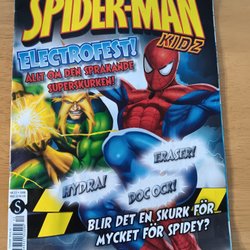 SPIDER-MAN
KIDZ
ELECTROFEST!
ALLT OM DEN SPRAKANDE
SUPERSKURKEN!
ERASER!
HYDRA!
DOC OCK!
S
BLIR DET EN SKURK FÖR
MYCKET FÖR SPIDEY?